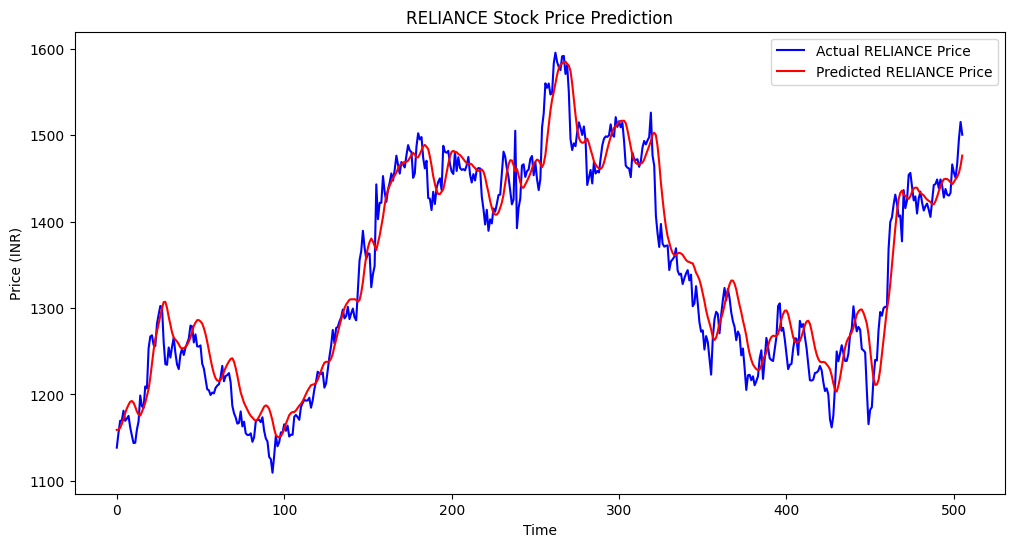 RELIANCE Stock Price Prediction
Actual RELIANCE Price
Predicted RELIANCE Price
Price (INR)
1600
1500
1400
1300
1200
1100
0 100 200 300 400 500
Time